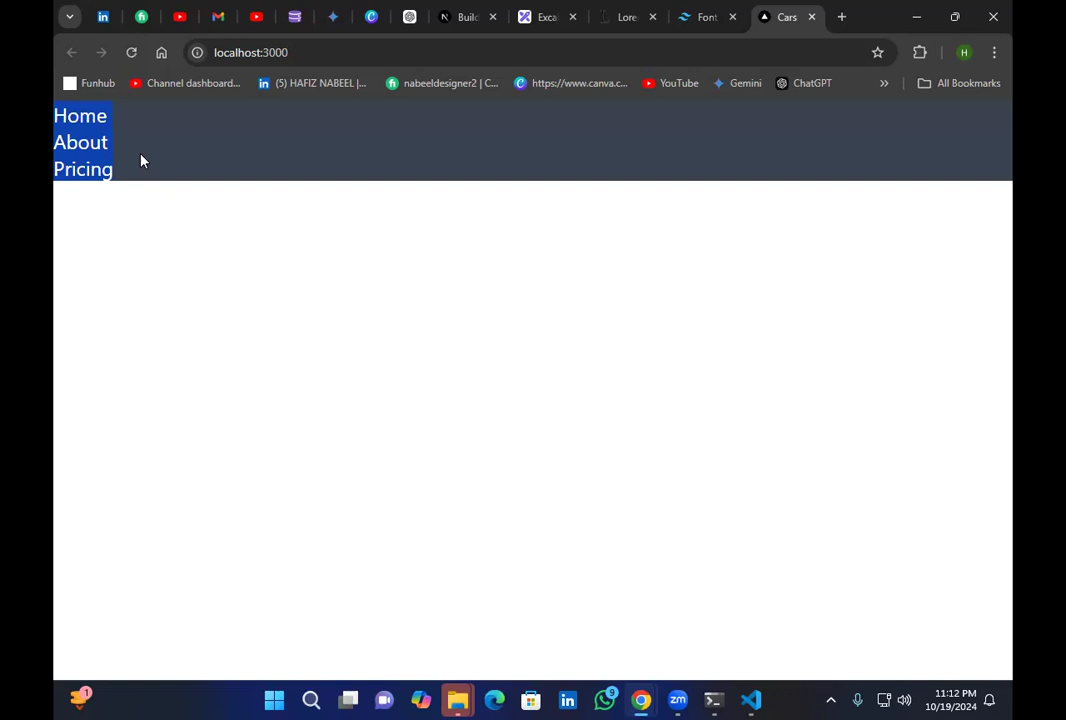 Build
Exca
Lore
Font
Cars
localhost:3000
Funhub
Channel dashboard...
(5) HAFIZ NABEEL |...
nabeeldesigner2 | C...
https://www.canva.c...
YouTube
Gemini
ChatGPT
All Bookmarks
Home
About
Pricing
11:12 PM
10/19/2024